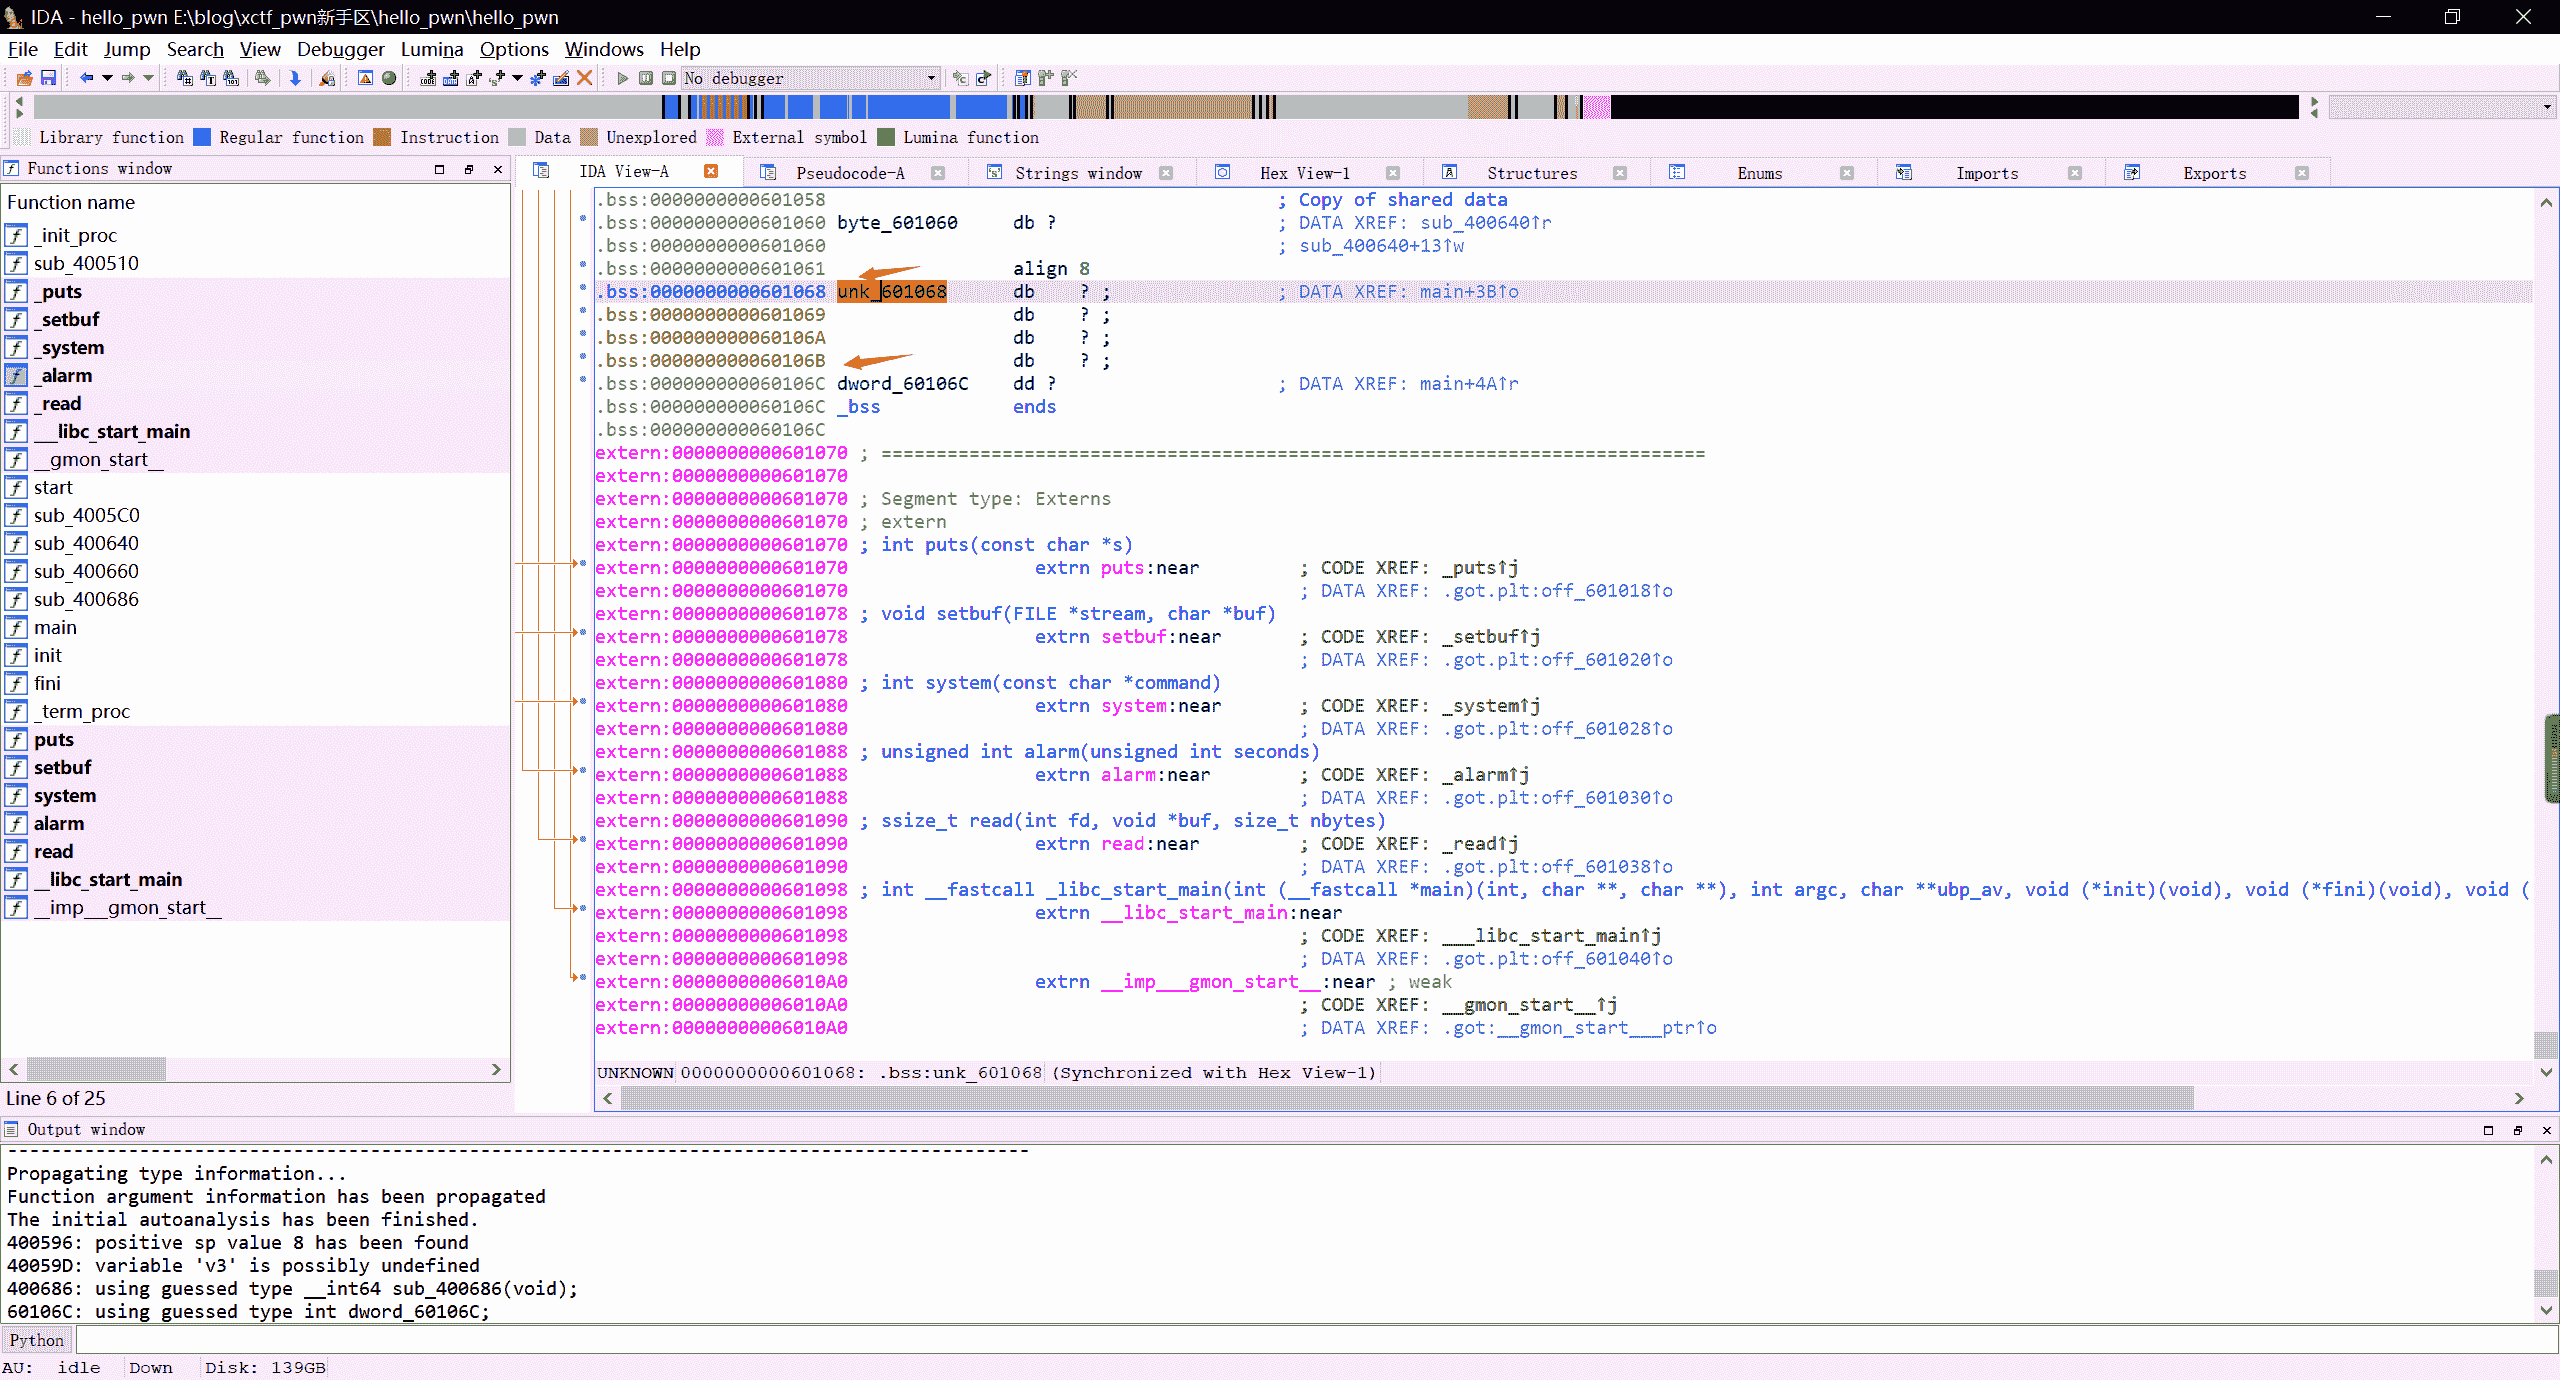 IDA - hello_pwn E:\blog\xctf_pwn新手区\hello_pwn\hello_pwn
File Edit Jump Search View Debugger Lumina Options Windows Help
No debugger
Library function Regular function Instruction Data Unexplored External symbol Lumina function
Functions window
Function name
_init_proc
sub_400510
_puts
_setbuf
_system
_alarm
_read
__libc_start_main
__gmon_start__
start
sub_4005C0
sub_400640
sub_400660
sub_400686
main
init
fini
_term_proc
puts
setbuf
system
alarm
read
__libc_start_main
__imp___gmon_start__
Line 6 of 25
IDA View-A Pseudocode-A Strings window Hex View-1 Structures Enums Imports Exports
.bss:0000000000601058 ; Copy of shared data
.bss:0000000000601060 byte_601060 db ? ; DATA XREF: sub_400640↑r
.bss:0000000000601060 ; sub_400640+13↑w
.bss:0000000000601061 align 8
.bss:0000000000601068 unk_601068 db ? ; ; DATA XREF: main+3B↑o
.bss:0000000000601069 db ? ;
.bss:000000000060106A db ? ;
.bss:000000000060106B db ? ;
.bss:000000000060106C dword_60106C dd ? ; DATA XREF: main+4A↑r
.bss:000000000060106C _bss ends
.bss:000000000060106C
extern:0000000000601070 ; ===========================================================================
extern:0000000000601070
extern:0000000000601070 ; Segment type: Externs
extern:0000000000601070 ; extern
extern:0000000000601070 ; int puts(const char *s)
extern:0000000000601070 extrn puts:near ; CODE XREF: _puts↑j
extern:0000000000601070 ; DATA XREF: .got.plt:off_601018↑o
extern:0000000000601078 ; void setbuf(FILE *stream, char *buf)
extern:0000000000601078 extrn setbuf:near ; CODE XREF: _setbuf↑j
extern:0000000000601078 ; DATA XREF: .got.plt:off_601020↑o
extern:0000000000601080 ; int system(const char *command)
extern:0000000000601080 extrn system:near ; CODE XREF: _system↑j
extern:0000000000601080 ; DATA XREF: .got.plt:off_601028↑o
extern:0000000000601088 ; unsigned int alarm(unsigned int seconds)
extern:0000000000601088 extrn alarm:near ; CODE XREF: _alarm↑j
extern:0000000000601088 ; DATA XREF: .got.plt:off_601030↑o
extern:0000000000601090 ; ssize_t read(int fd, void *buf, size_t nbytes)
extern:0000000000601090 extrn read:near ; CODE XREF: _read↑j
extern:0000000000601090 ; DATA XREF: .got.plt:off_601038↑o
extern:0000000000601098 ; int __fastcall _libc_start_main(int (__fastcall *main)(int, char **, char **), int argc, char **ubp_av, void (*init)(void), void (*fini)(void), void (
extern:0000000000601098 extrn __libc_start_main:near
extern:0000000000601098 ; CODE XREF: ___libc_start_main↑j
extern:0000000000601098 ; DATA XREF: .got.plt:off_601040↑o
extern:00000000006010A0 extrn __imp___gmon_start__:near ; weak
extern:00000000006010A0 ; CODE XREF: __gmon_start__↑j
extern:00000000006010A0 ; DATA XREF: .got:__gmon_start___ptr↑o
UNKNOWN 0000000000601068: .bss:unk_601068 (Synchronized with Hex View-1)
Output window
Propagating type information...
Function argument information has been propagated
The initial autoanalysis has been finished.
400596: positive sp value 8 has been found
40059D: variable 'v3' is possibly undefined
400686: using guessed type __int64 sub_400686(void);
60106C: using guessed type int dword_60106C;
Python
AU: idle Down Disk: 139GB